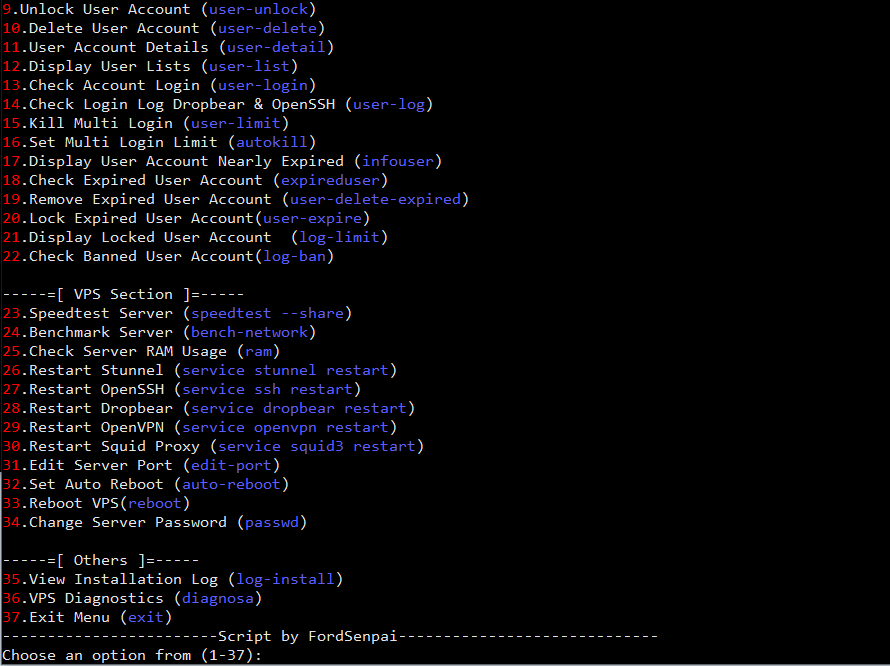 9.Unlock User Account (user-unlock)
10.Delete User Account (user-delete)
11.User Account Details (user-detail)
12.Display User Lists (user-list)
13.Check Account Login (user-login)
14.Check Login Log Dropbear & OpenSSH (user-log)
15.Kill Multi Login (user-limit)
16.Set Multi Login Limit (autokill)
17.Display User Account Nearly Expired (infouser)
18.Check Expired User Account (expireduser)
19.Remove Expired User Account (user-delete-expired)
20.Lock Expired User Account(user-expire)
21.Display Locked User Account  (log-limit)
22.Check Banned User Account(log-ban)
-----=[ VPS Section ]=-----
23.Speedtest Server (speedtest --share)
24.Benchmark Server (bench-network)
25.Check Server RAM Usage (ram)
26.Restart Stunnel (service stunnel restart)
27.Restart OpenSSH (service ssh restart)
28.Restart Dropbear (service dropbear restart)
29.Restart OpenVPN (service openvpn restart)
30.Restart Squid Proxy (service squid3 restart)
31.Edit Server Port (edit-port)
32.Set Auto Reboot (auto-reboot)
33.Reboot VPS(reboot)
34.Change Server Password (passwd)
-----=[ Others ]=-----
35.View Installation Log (log-install)
36.VPS Diagnostics (diagnosa)
37.Exit Menu (exit)
------------------------Script by FordSenpai-----------------------------
Choose an option from (1-37):